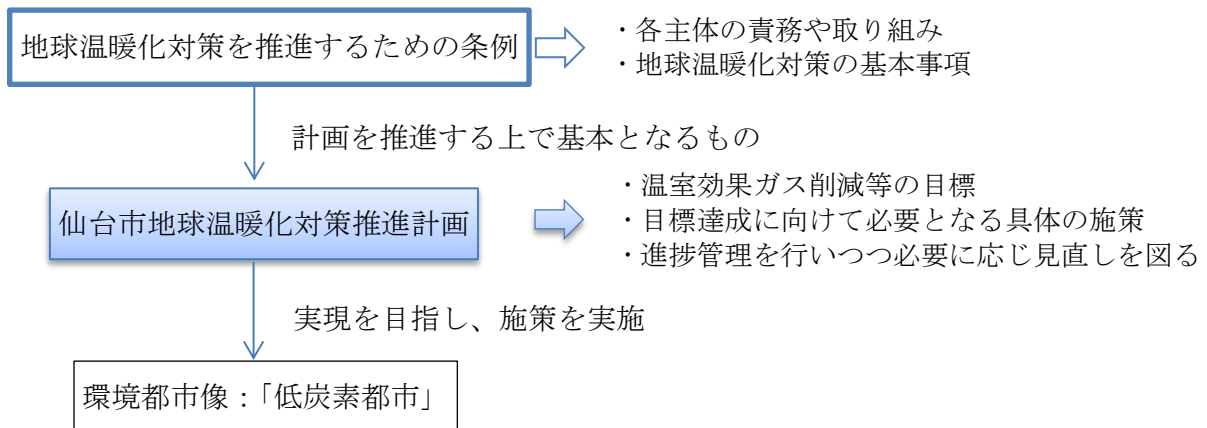 地球温暖化対策を推進するための条例
・各主体の責務や取り組み
・地球温暖化対策の基本事項
計画を推進する上で基本となるもの
仙台市地球温暖化対策推進計画
・温室効果ガス削減等の目標
・目標達成に向けて必要となる具体の施策
・進捗管理を行いつつ必要に応じ見直しを図る
実現を目指し、施策を実施
環境都市像：「低炭素都市」